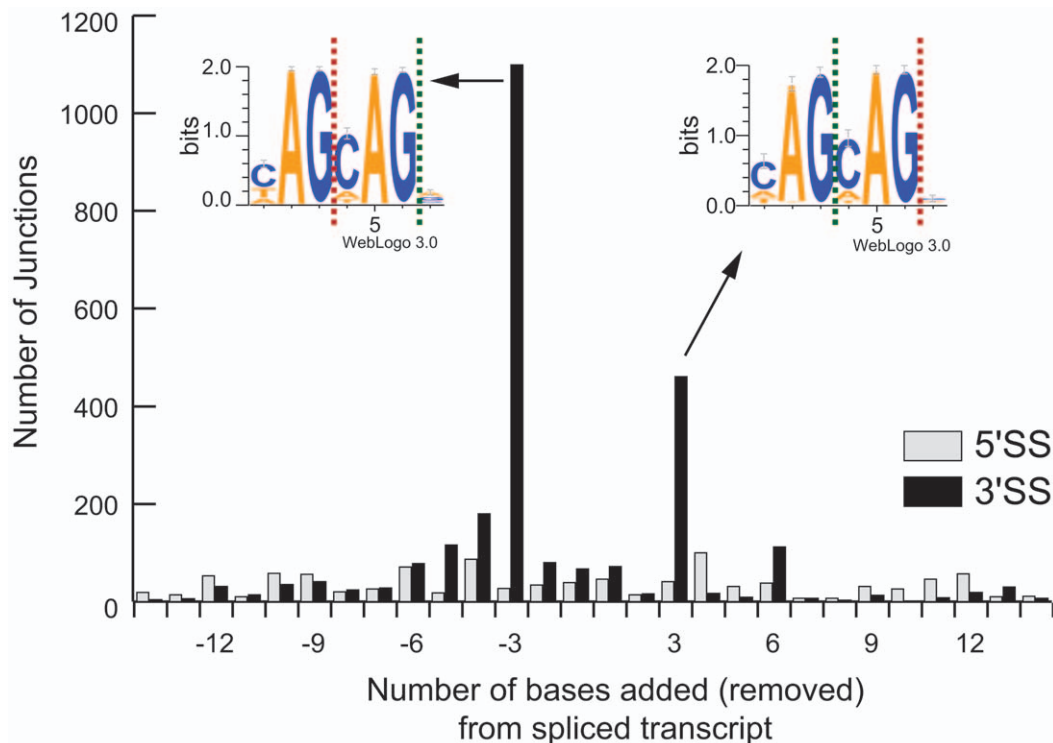 1200
1000
800
600
400
200
0
Number of Junctions
2.0
1.0
0.0
bits
CAGCAG
5
WebLogo 3.0
2.0
1.0
0.0
bits
CAGCAG
5
WebLogo 3.0
5'SS
3'SS
-12 -9 -6 -3 3 6 9 12
Number of bases added (removed)
from spliced transcript